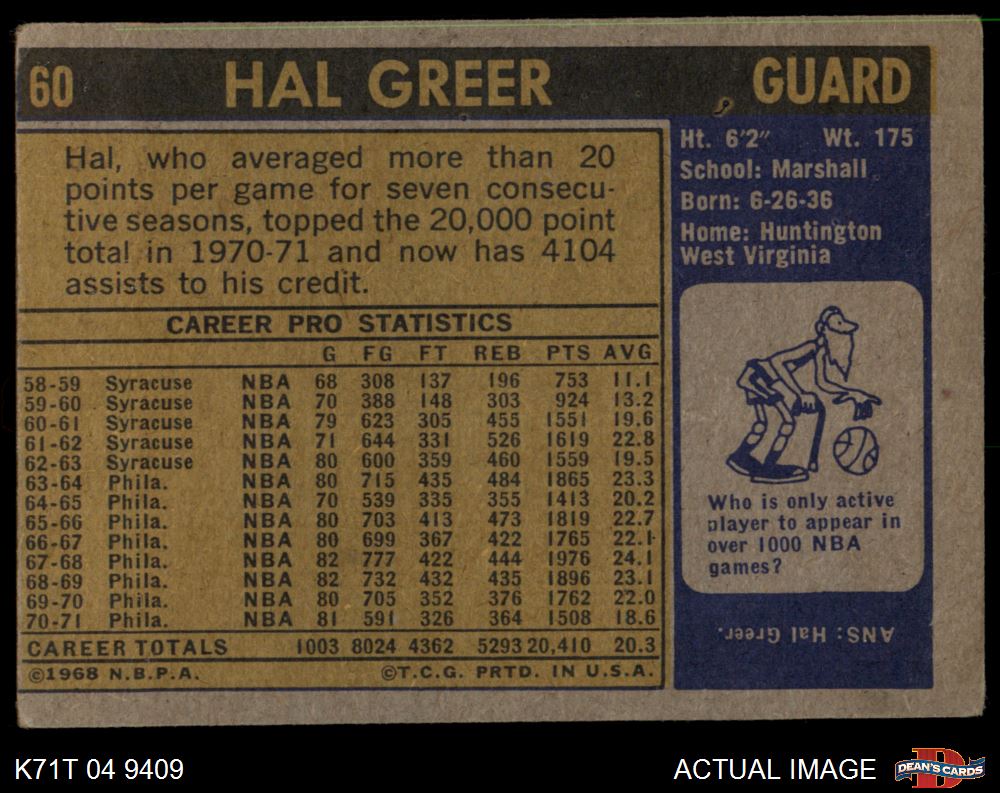 60 HAL GREER GUARD
Hal, who averaged more than 20
points per game for seven consecu-
tive seasons, topped the 20,000 point
total in 1970-71 and now has 4104
assists to his credit.
Ht. 6'2" Wt. 175
School: Marshall
Born: 6-26-36
Home: Huntington
West Virginia
CAREER PRO STATISTICS
G FG FT REB PTS AVG
58-59 Syracuse NBA 68 308 137 196 753 11.1
59-60 Syracuse NBA 70 388 148 303 924 13.2
60-61 Syracuse NBA 79 623 305 455 1551 19.6
61-62 Syracuse NBA 71 644 331 526 1619 22.8
62-63 Syracuse NBA 80 600 359 460 1559 19.5
63-64 Phila. NBA 80 715 435 484 1865 23.3
64-65 Phila. NBA 70 539 335 355 1413 20.2
65-66 Phila. NBA 80 703 413 473 1819 22.7
66-67 Phila. NBA 80 699 367 422 1765 22.1
67-68 Phila. NBA 82 777 422 444 1976 24.1
68-69 Phila. NBA 82 732 432 435 1896 23.1
69-70 Phila. NBA 80 705 352 376 1762 22.0
70-71 Phila. NBA 81 591 326 364 1508 18.6
CAREER TOTALS 1003 8024 4362 5293 20,410 20.3
©1968 N.B.P.A. ©T.C.G. PRTD. IN U.S.A.
Who is only active
player to appear in
over 1000 NBA
games?
ANS: Hal Greer.
K71T 04 9409 ACTUAL IMAGE DEAN'S CARDS